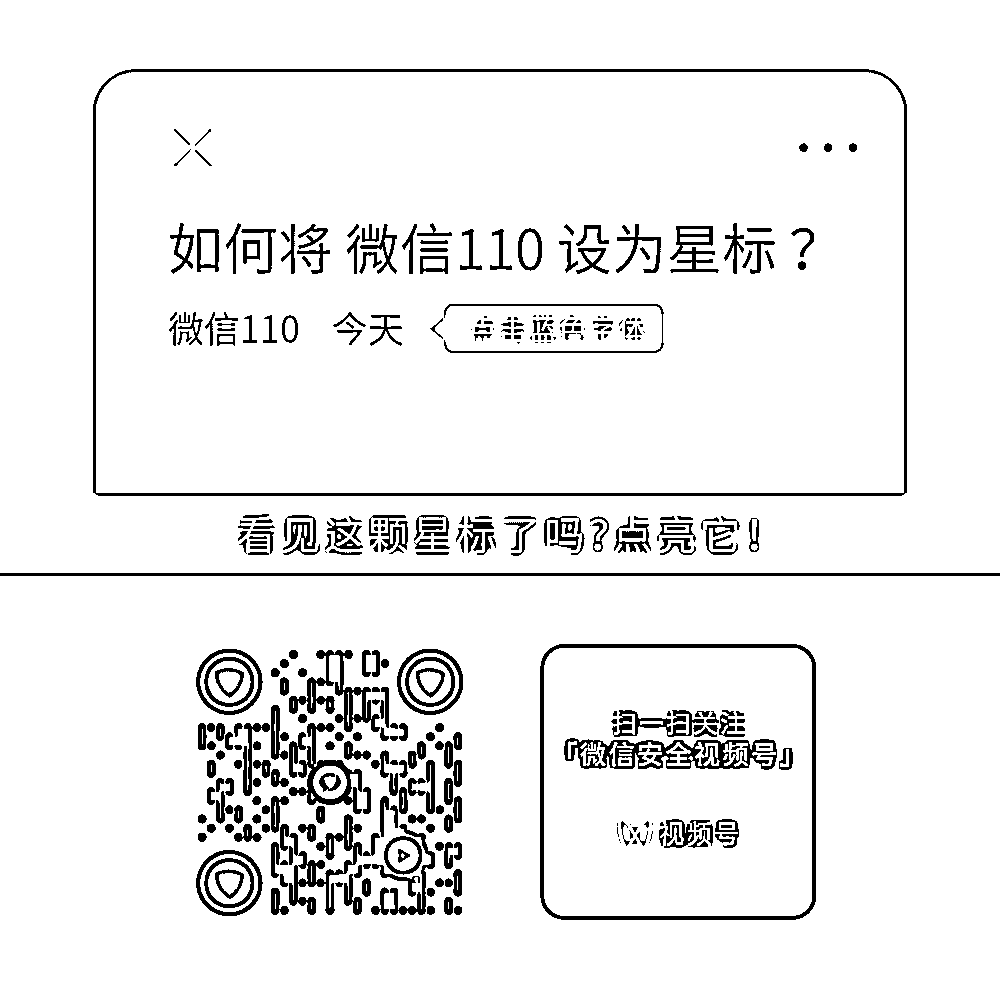 如何将 微信110 设为星标？
微信110 今天 点击蓝色字体
看见这颗星标了吗?点亮它!
扫一扫关注
「微信安全视频号」
视频号